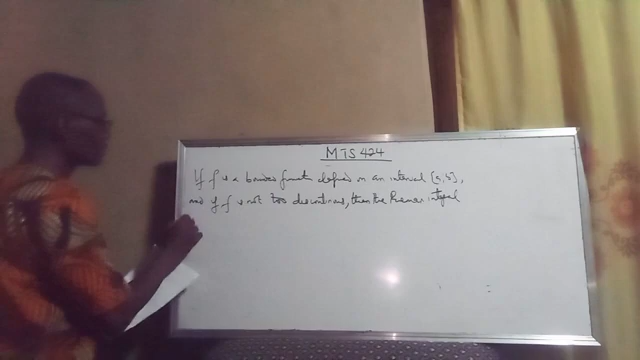 MTS 424
If f is a bounded function defined on an interval [a, b],
and if f is not too discontinuous, then the Riemann integral